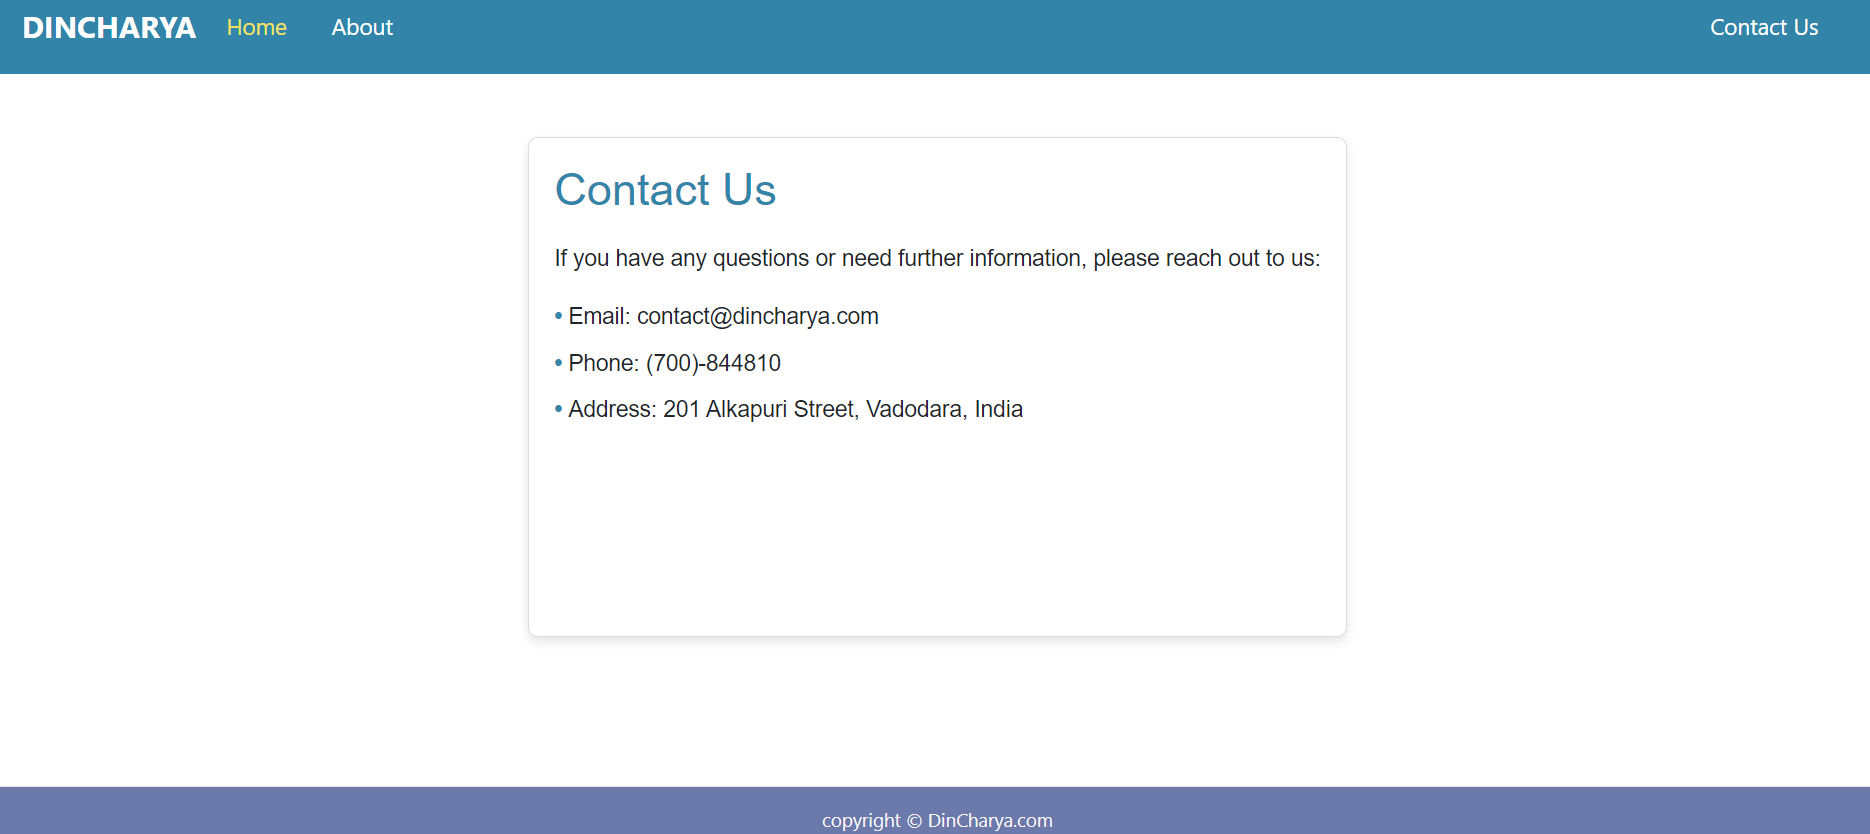 DINCHARYA Home About Contact Us
Contact Us
If you have any questions or need further information, please reach out to us:
• Email: contact@dincharya.com
• Phone: (700)-844810
• Address: 201 Alkapuri Street, Vadodara, India
copyright © DinCharya.com